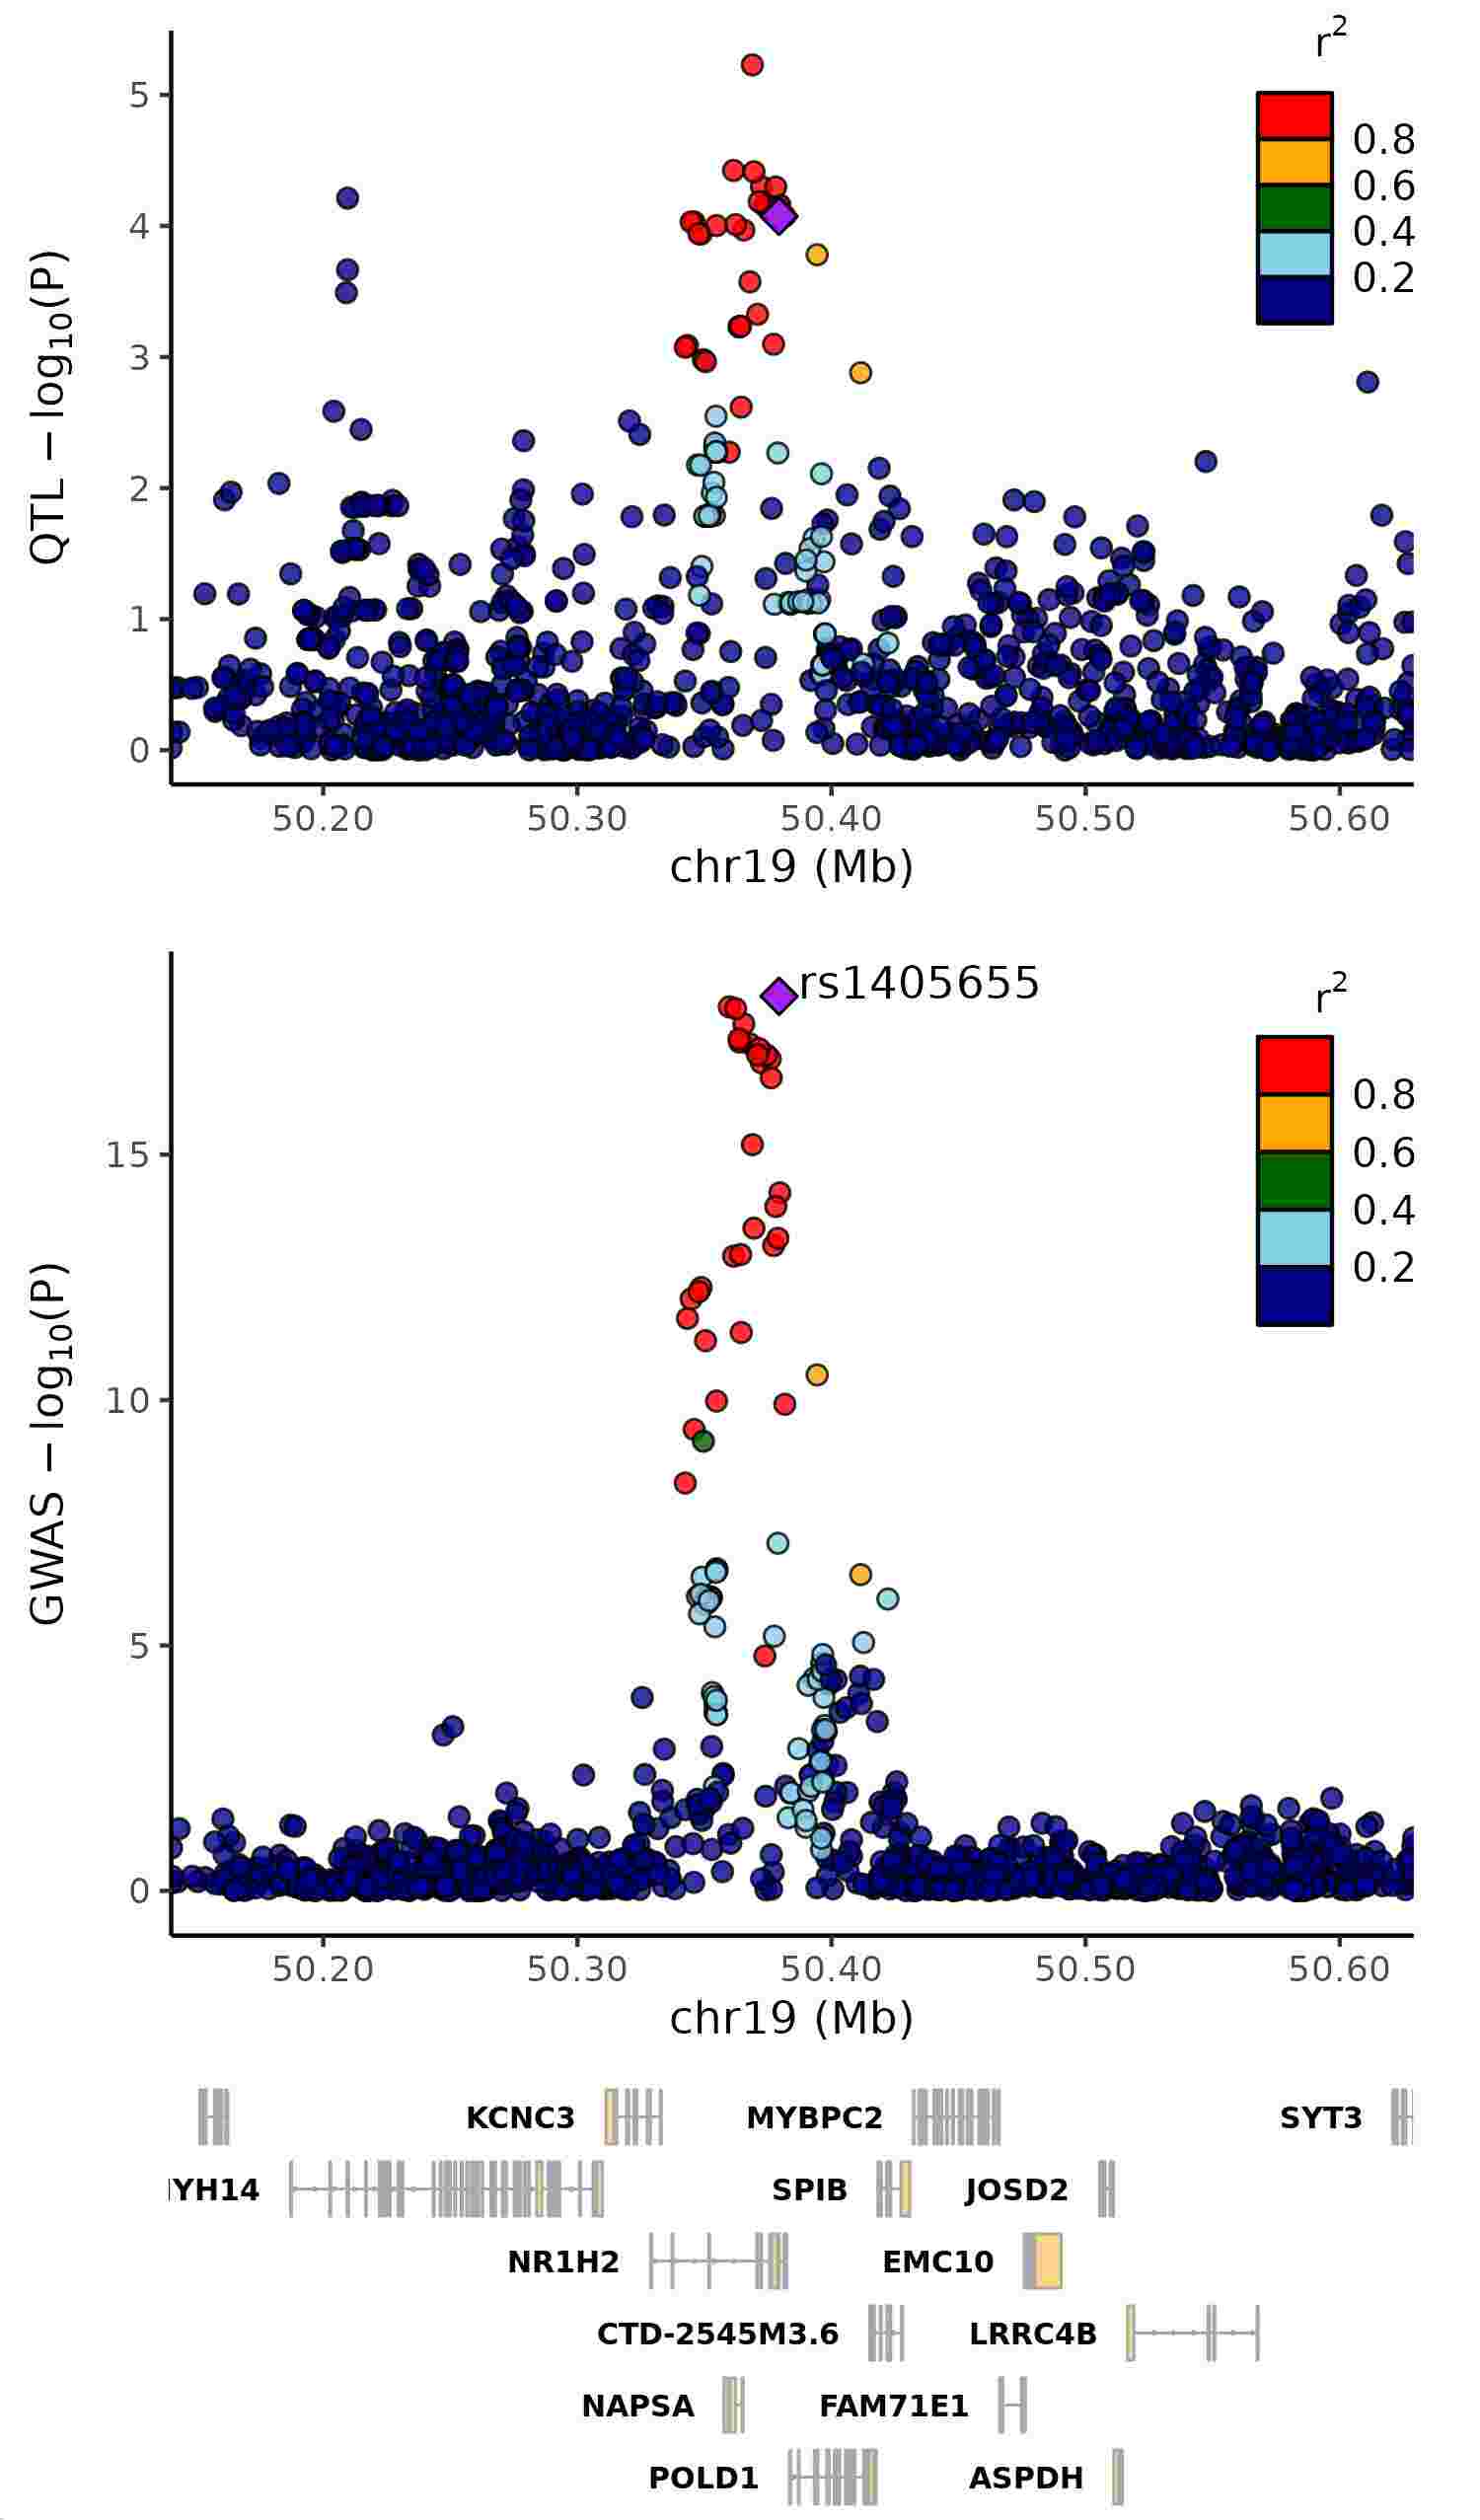 r2
5
4
3
2
1
0
0.8
0.6
0.4
0.2
QTL −log10(P)
50.20 50.30 50.40 50.50 50.60
chr19 (Mb)
rs1405655
r2
15
10
5
0
0.8
0.6
0.4
0.2
GWAS −log10(P)
50.20 50.30 50.40 50.50 50.60
chr19 (Mb)
KCNC3 MYBPC2 SYT3
YH14 SPIB JOSD2
NR1H2 EMC10
CTD-2545M3.6 LRRC4B
NAPSA FAM71E1
POLD1 ASPDH